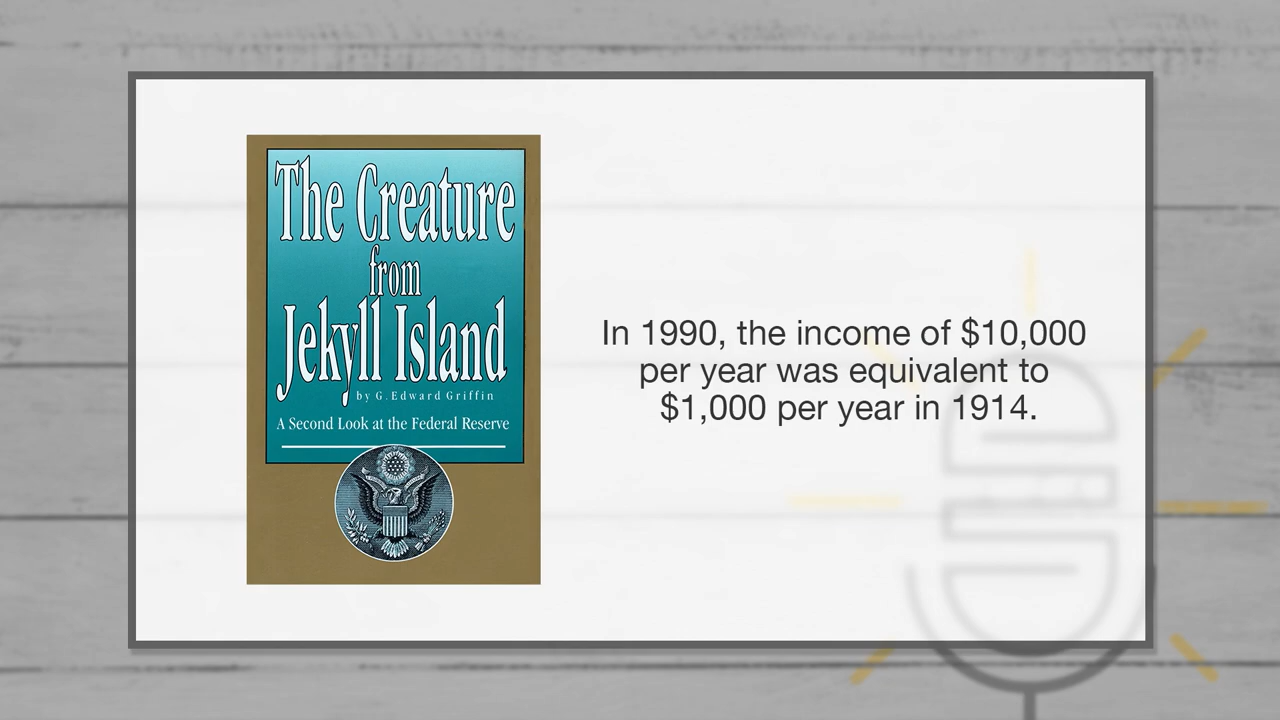 The Creature
from
Jekyll Island
by G. Edward Griffin
A Second Look at the Federal Reserve
In 1990, the income of $10,000
per year was equivalent to
$1,000 per year in 1914.